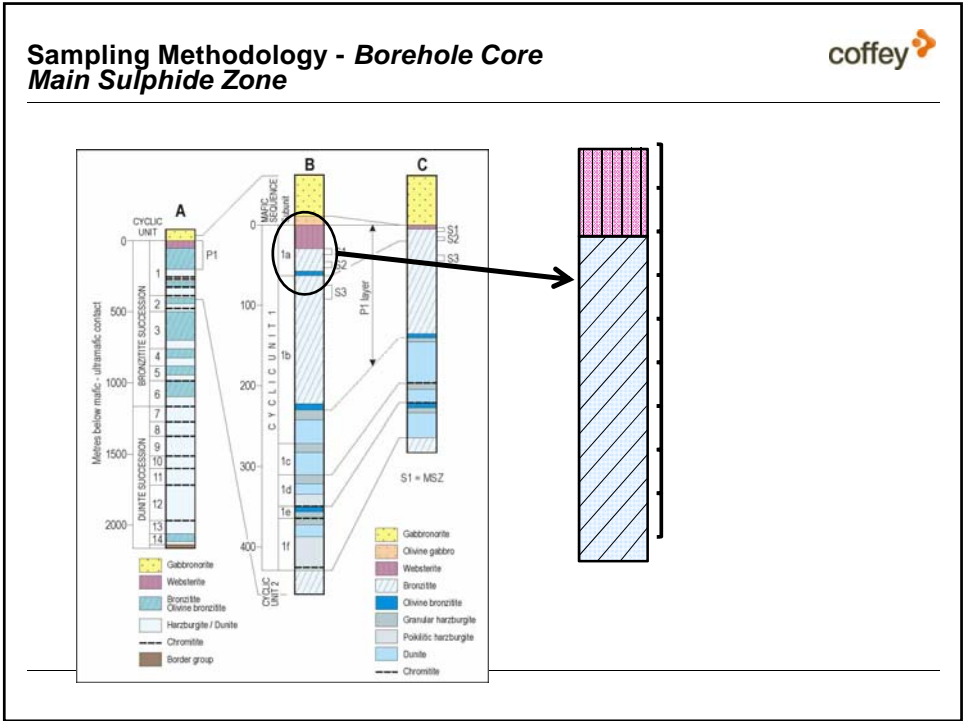 Sampling Methodology - Borehole Core
Main Sulphide Zone
coffey
A
CYCLIC
UNIT
0
500
1000
1500
2000
Metres below mafic - ultramafic contact
BRONZITITE SUCCESSION
DUNITE SUCCESSION
1
2
3
4
5
6
7
8
9
10
11
12
13
14
P1
Gabbronorite
Websterite
Bronzitite
Olivine bronzitite
Harzburgite / Dunite
Chromitite
Border group
B
MAFIC
SEQUENCE
Subunit
0
100
200
300
400
CYCLIC UNIT 1
CYCLIC
UNIT 2
1a
1b
1c
1d
1e
1f
S1
S2
S3
P1 layer
C
S1
S2
S3
S1 = MSZ
Gabbronorite
Olivine gabbro
Websterite
Bronzitite
Olivine bronzitite
Granular harzburgite
Poikilitic harzburgite
Dunite
Chromitite